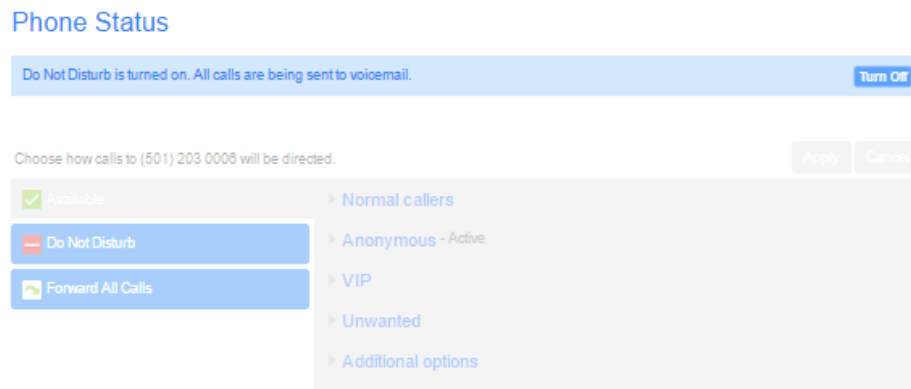 Phone Status
Do Not Disturb is turned on. All calls are being sent to voicemail.
Turn Off
Choose how calls to (501) 203 0006 will be directed.
Apply
Cancel
Available
Do Not Disturb
Forward All Calls
Normal callers
Anonymous - Active
VIP
Unwanted
Additional options